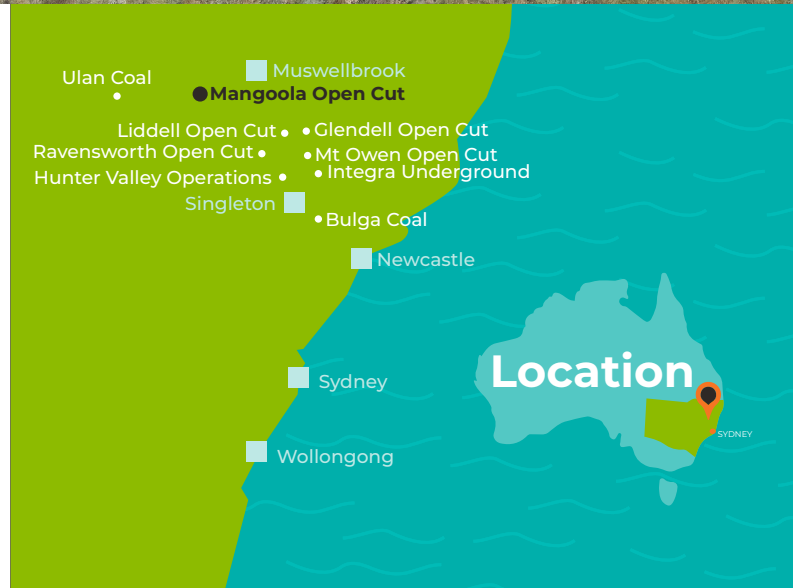 Muswellbrook
Ulan Coal
Mangoola Open Cut
Liddell Open Cut
Glendell Open Cut
Ravensworth Open Cut
Mt Owen Open Cut
Hunter Valley Operations
Integra Underground
Singleton
Bulga Coal
Newcastle
Location
Sydney
SYDNEY
Wollongong